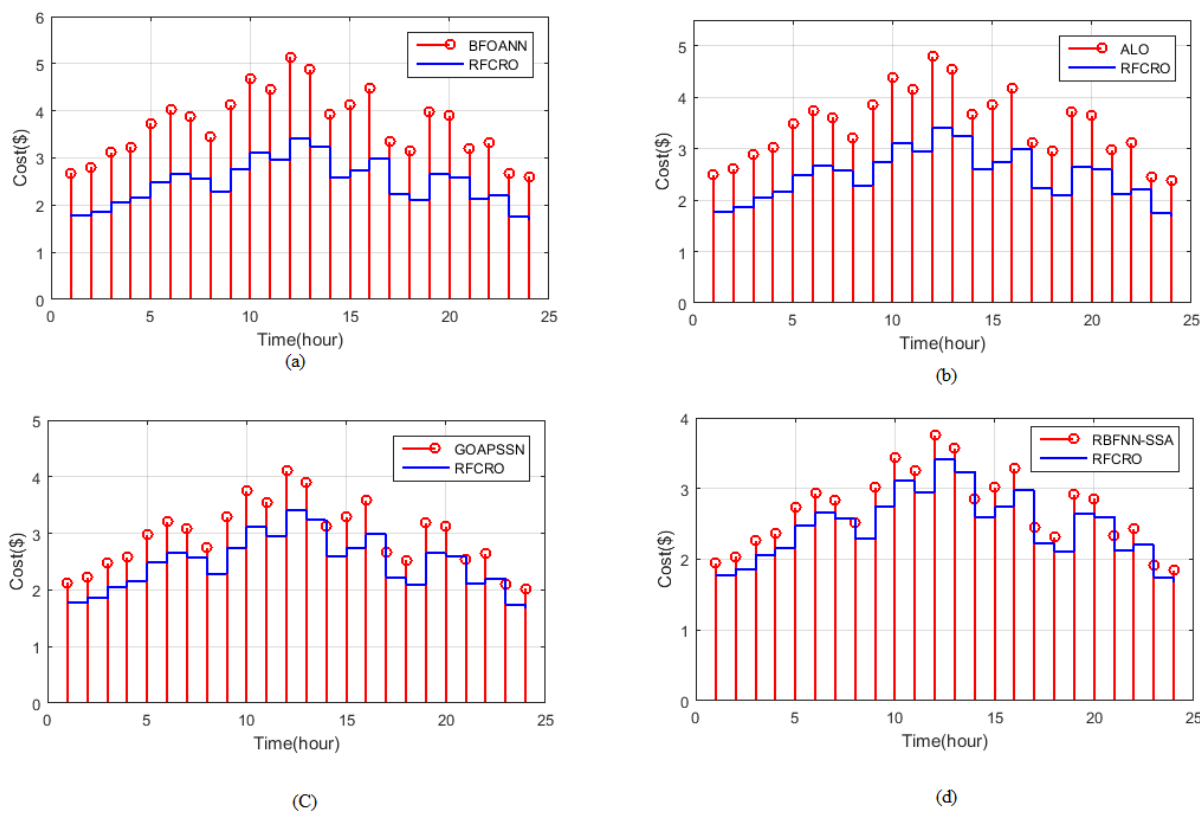 6
5
4
3
2
1
0
Cost($)
BFOANN
RFCRO
0 5 10 15 20 25
Time(hour)
(a)
5
4
3
2
1
0
Cost($)
ALO
RFCRO
0 5 10 15 20 25
Time(hour)
(b)
5
4
3
2
1
0
Cost($)
GOAPSSN
RFCRO
0 5 10 15 20 25
Time(hour)
(C)
4
3
2
1
0
Cost($)
RBFNN-SSA
RFCRO
0 5 10 15 20 25
Time(hour)
(d)